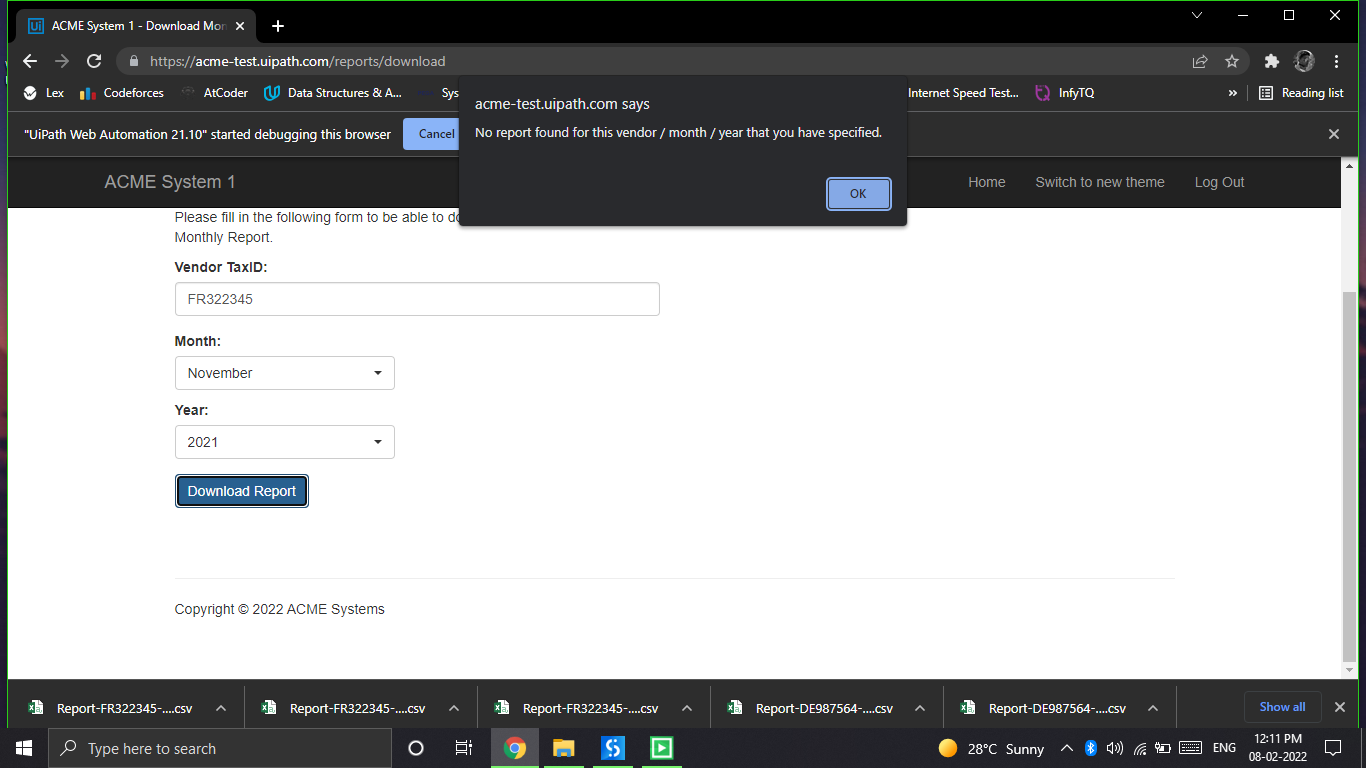 ACME System 1 - Download Mon
https://acme-test.uipath.com/reports/download
Lex
Codeforces
AtCoder
Data Structures & A...
Sys
Internet Speed Test...
InfyTQ
»
Reading list
"UiPath Web Automation 21.10" started debugging this browser
Cancel
acme-test.uipath.com says
No report found for this vendor / month / year that you have specified.
OK
ACME System 1
Home
Switch to new theme
Log Out
Please fill in the following form to be able to do
Monthly Report.
Vendor TaxID:
FR322345
Month:
November
Year:
2021
Download Report
Copyright © 2022 ACME Systems
Report-FR322345-....csv
Report-FR322345-....csv
Report-FR322345-....csv
Report-DE987564-....csv
Report-DE987564-....csv
Show all
Type here to search
28°C Sunny
ENG
12:11 PM
08-02-2022